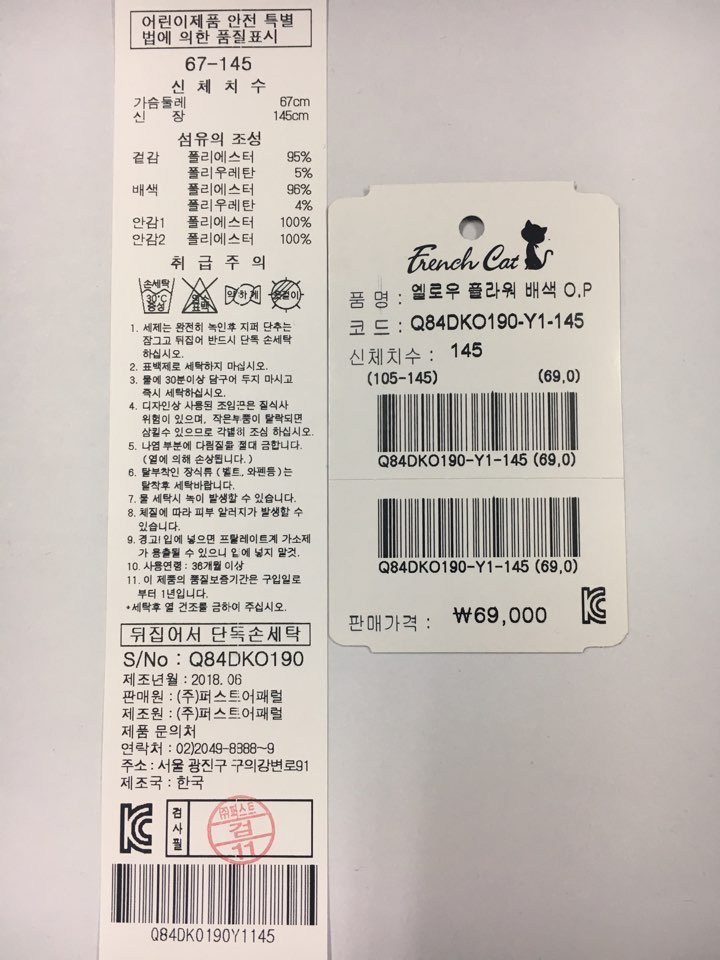 어린이제품 안전 특별
법에 의한 품질표시
67-145
신 체 치 수
가슴둘레 67cm
신 장 145cm
섬유의 조성
겉감 폴리에스터 95%
폴리우레탄 5%
배색 폴리에스터 96%
폴리우레탄 4%
안감1 폴리에스터 100%
안감2 폴리에스터 100%
취 급 주 의
손세탁
30℃
중성
염소
표백
약하게
옷걸이
1. 세제는 완전히 녹인후 지퍼 단추는
잠그고 뒤집어 반드시 단독 손세탁
하십시오.
2. 표백제로 세탁하지 마십시오.
3. 물에 30분이상 담구어 두지 마시고
즉시 세탁하십시오.
4. 디자인상 사용된 조임끈은 질식사
위험이 있으며, 작은부품이 탈락되면
삼킬수 있으므로 각별히 조심 하십시오.
5. 나염 부분에 다림질을 절대 금합니다.
(열에 의해 손상됩니다.)
6. 탈부착인 장식류 (벨트, 와펜등)는
탈착후 세탁바랍니다.
7. 물 세탁시 녹이 발생할 수 있습니다.
8. 체질에 따라 피부 알러지가 발생할 수
있습니다.
9. 경고! 입에 넣으면 프탈레이트계 가소제
가 용출될 수 있으니 입에 넣지 말것.
10. 사용연령 : 36개월 이상
11. 이 제품의 품질보증기간은 구입일로
부터 1년입니다.
*세탁후 열 건조를 금하여 주십시오.
뒤집어서 단독손세탁
S/No : Q84DKO190
제조년월 : 2018. 06
판매원 : (주)퍼스트어패럴
제조원 : (주)퍼스트어패럴
제품 문의처
연락처 : 02)2049-8388~9
주소 : 서울 광진구 구의강변로91
제조국 : 한국
KC
검사필
(주)퍼스트
검
11
Q84DK0190Y1145
French Cat
품 명 : 옐로우 플라워 배색 O.P
코 드 : Q84DKO190-Y1-145
신체치수 : 145
(105-145) (69,0)
Q84DKO190-Y1-145 (69,0)
Q84DKO190-Y1-145 (69,0)
판매가격 : ₩69,000
KC